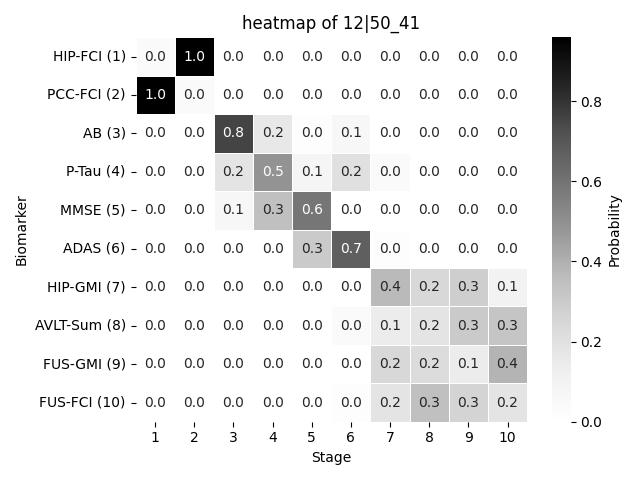 heatmap of 12|50_41
HIP-FCI (1) 0.0 1.0 0.0 0.0 0.0 0.0 0.0 0.0 0.0 0.0
PCC-FCI (2) 1.0 0.0 0.0 0.0 0.0 0.0 0.0 0.0 0.0 0.0
AB (3) 0.0 0.0 0.8 0.2 0.0 0.1 0.0 0.0 0.0 0.0
P-Tau (4) 0.0 0.0 0.2 0.5 0.1 0.2 0.0 0.0 0.0 0.0
MMSE (5) 0.0 0.0 0.1 0.3 0.6 0.0 0.0 0.0 0.0 0.0
ADAS (6) 0.0 0.0 0.0 0.0 0.3 0.7 0.0 0.0 0.0 0.0
HIP-GMI (7) 0.0 0.0 0.0 0.0 0.0 0.0 0.4 0.2 0.3 0.1
AVLT-Sum (8) 0.0 0.0 0.0 0.0 0.0 0.0 0.1 0.2 0.3 0.3
FUS-GMI (9) 0.0 0.0 0.0 0.0 0.0 0.0 0.2 0.2 0.1 0.4
FUS-FCI (10) 0.0 0.0 0.0 0.0 0.0 0.0 0.2 0.3 0.3 0.2
1 2 3 4 5 6 7 8 9 10
Stage
Biomarker
0.8
0.6
0.4
0.2
0.0
Probability